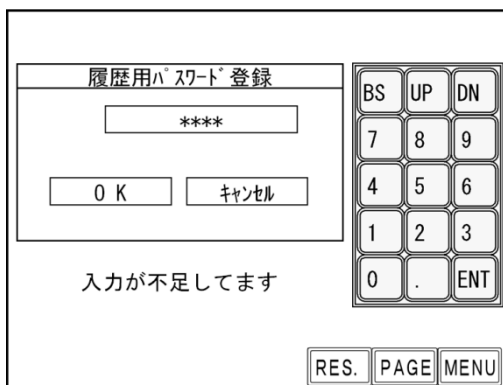 履歴用ﾊﾟｽﾜｰﾄﾞ登録
****
OK
ｷｬﾝｾﾙ
入力が不足してます
BS UP DN
7 8 9
4 5 6
1 2 3
0 . ENT
RES. PAGE MENU